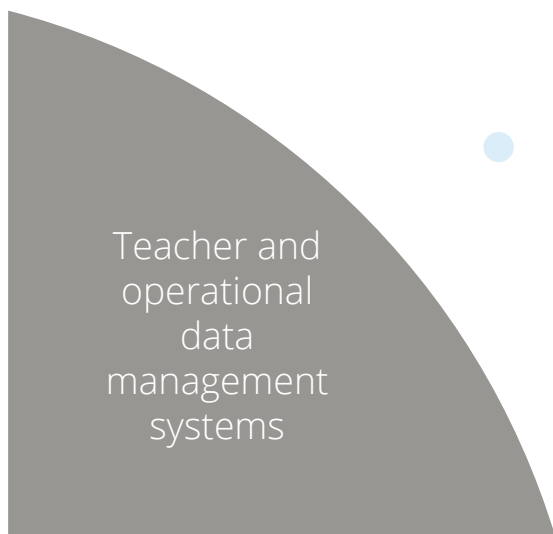 Teacher and
operational
data
management
systems